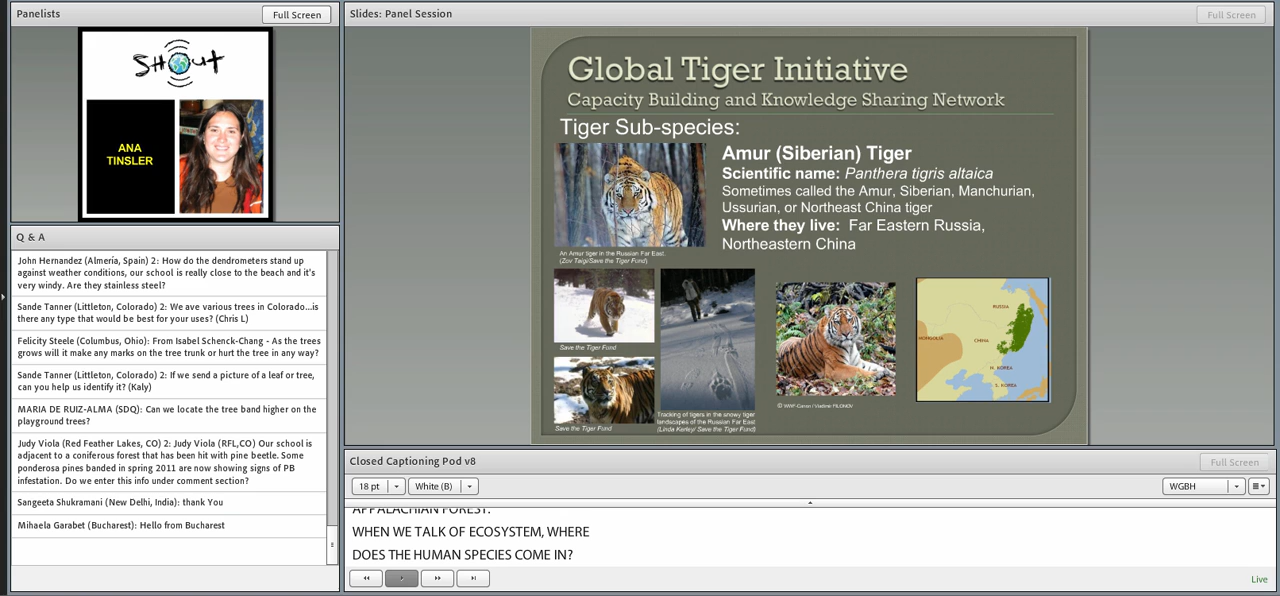 Panelists
Full Screen
SHOUT
ANA
TINSLER
Q & A
John Hernandez (Almería, Spain) 2: How do the dendrometers stand up
against weather conditions, our school is really close to the beach and it's
very windy. Are they stainless steel?
Sande Tanner (Littleton, Colorado) 2: We ave various trees in Colorado...is
there any type that would be best for your uses? (Chris L)
Felicity Steele (Columbus, Ohio): From Isabel Schenck-Chang - As the trees
grows will it make any marks on the tree trunk or hurt the tree in any way?
Sande Tanner (Littleton, Colorado) 2: If we send a picture of a leaf or tree,
can you help us identify it? (Kaly)
MARIA DE RUIZ-ALMA (SDQ): Can we locate the tree band higher on the
playground trees?
Judy Viola (Red Feather Lakes, CO) 2: Judy Viola (RFL,CO) Our school is
adjacent to a coniferous forest that has been hit with pine beetle. Some
ponderosa pines banded in spring 2011 are now showing signs of PB
infestation. Do we enter this info under comment section?
Sangeeta Shukramani (New Delhi, India): thank You
Mihaela Garabet (Bucharest): Hello from Bucharest
Slides: Panel Session
Full Screen
Global Tiger Initiative
Capacity Building and Knowledge Sharing Network
Tiger Sub-species:
Amur (Siberian) Tiger
Scientific name: Panthera tigris altaica
Sometimes called the Amur, Siberian, Manchurian,
Ussurian, or Northeast China tiger
Where they live: Far Eastern Russia,
Northeastern China
An Amur tiger in the Russian Far East.
(Zov Taigi/Save the Tiger Fund)
Save the Tiger Fund
Save the Tiger Fund
Tracking of tigers in the snowy tiger
landscapes of the Russian Far East
(Linda Kerley/ Save the Tiger Fund)
© WWF-Canon / Vladimir FILONOV
RUSSIA
MONGOLIA
CHINA
N. KOREA
S. KOREA
Closed Captioning Pod v8
Full Screen
18 pt
White (B)
WGBH
APPALACHIAN FOREST.
WHEN WE TALK OF ECOSYSTEM, WHERE
DOES THE HUMAN SPECIES COME IN?
Live